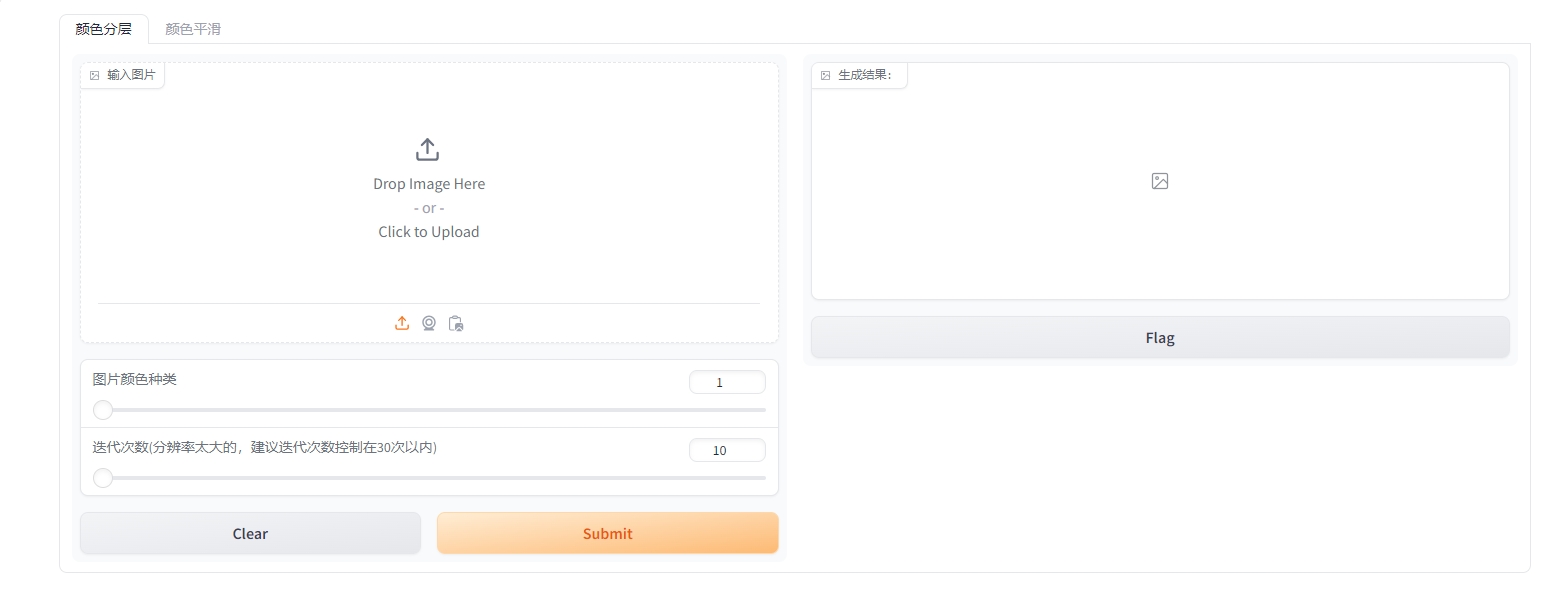 颜色分层
颜色平滑
输入图片
Drop Image Here
- or -
Click to Upload
图片颜色种类
1
迭代次数(分辨率太大的，建议迭代次数控制在30次以内)
10
Clear
Submit
生成结果：
Flag